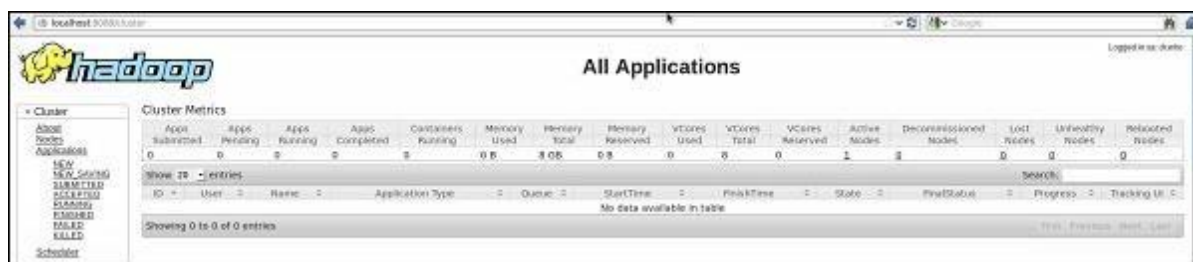 localhost:8088/cluster
Google
hadoop
All Applications
Logged in as: dr.who
Cluster
About
Nodes
Applications
NEW
NEW_SAVING
SUBMITTED
ACCEPTED
RUNNING
FINISHED
FAILED
KILLED
Scheduler
Cluster Metrics
Apps Submitted Apps Pending Apps Running Apps Completed Containers Running Memory Used Memory Total Memory Reserved VCores Used VCores Total VCores Reserved Active Nodes Decommissioned Nodes Lost Nodes Unhealthy Nodes Rebooted Nodes
0 0 0 0 0 0 B 8 GB 0 B 0 8 0 1 0 0 0 0
Show 20 entries Search:
ID User Name Application Type Queue StartTime FinishTime State FinalStatus Progress Tracking UI
No data available in table
Showing 0 to 0 of 0 entries First Previous Next Last